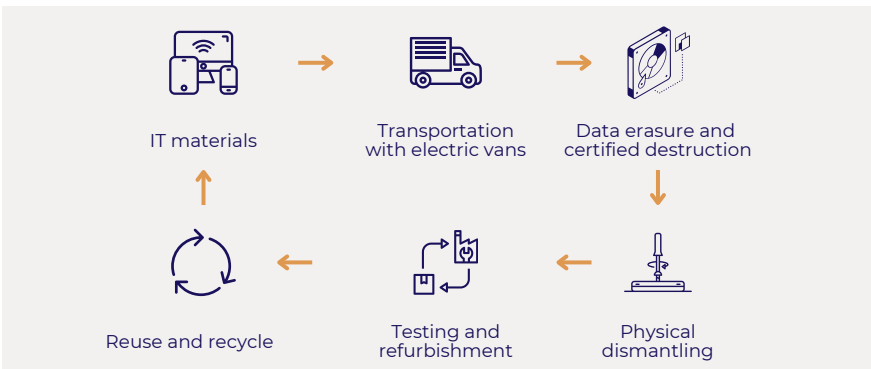 IT materials
Transportation
with electric vans
Data erasure and
certified destruction
Reuse and recycle
Testing and
refurbishment
Physical
dismantling